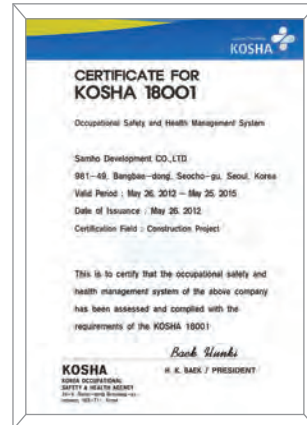 KOSHA
CERTIFICATE FOR
KOSHA 18001
Occupational Safety and Health Management System
Samho Development CO.,LTD
981-49, Bangbae-dong, Seocho-gu, Seoul, Korea
Valid Period : May 26, 2012 ~ May 25, 2015
Date of Issuance : May 26, 2012
Certification Field : Construction Project
This is to certify that the occupational safety and
health management system of the above company
has been assessed and complied with the
requirements of the KOSHA 18001
Baek Hunki
KOSHA
H. K. BAEK / PRESIDENT
KOREA OCCUPATIONAL
SAFETY & HEALTH AGENCY